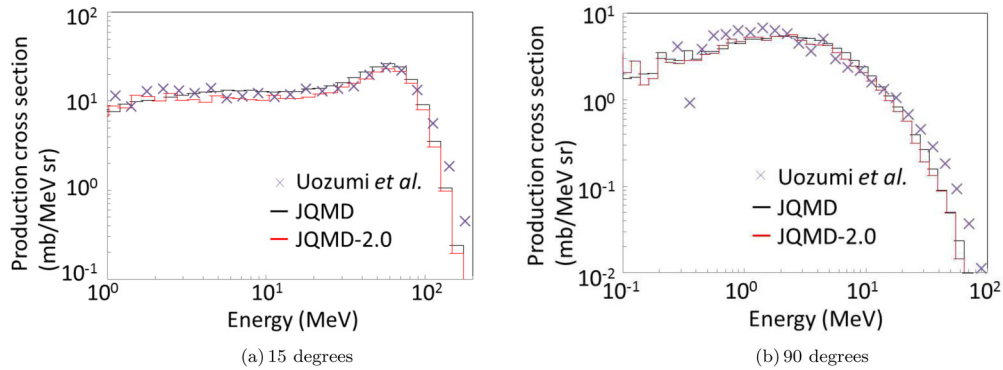 Production cross section
(mb/MeV sr)
10²
10¹
10⁰
10⁻¹
× Uozumi et al.
JQMD
JQMD-2.0
10⁰ 10¹ 10²
Energy (MeV)
(a) 15 degrees
Production cross section
(mb/MeV sr)
10¹
10⁰
10⁻¹
10⁻²
× Uozumi et al.
JQMD
JQMD-2.0
10⁻¹ 10⁰ 10¹ 10²
Energy (MeV)
(b) 90 degrees